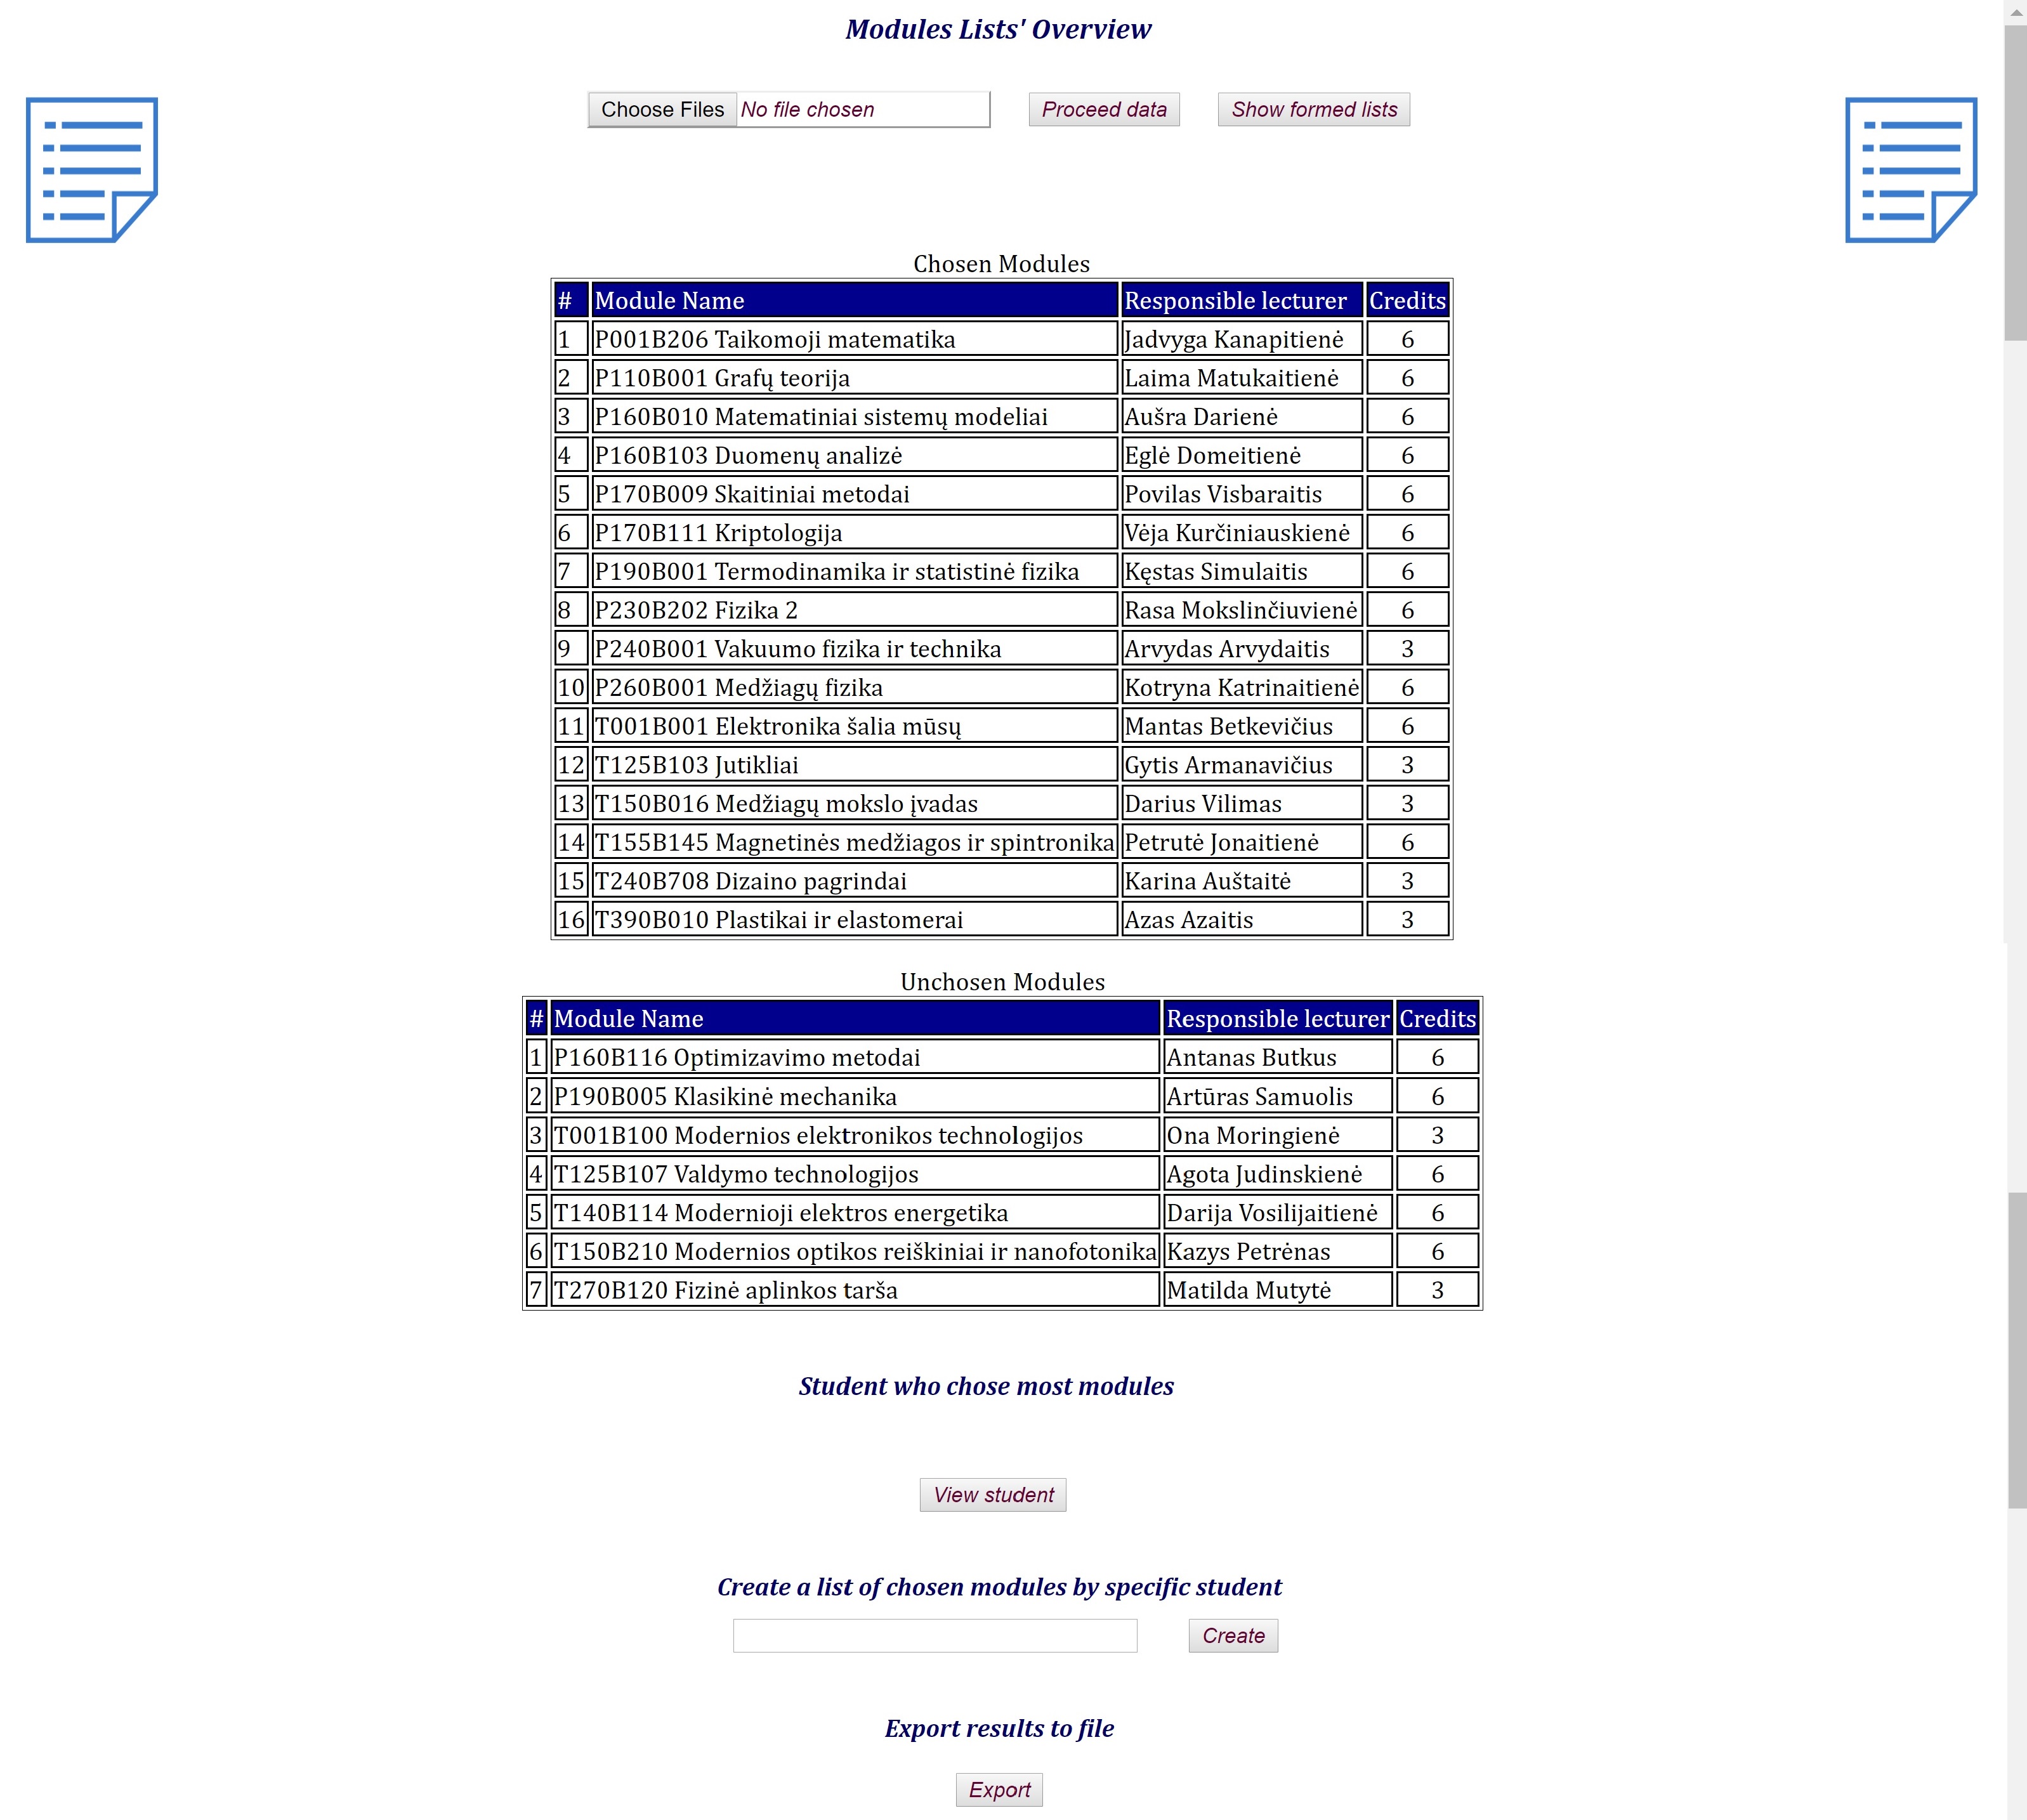 Modules Lists' Overview
Choose Files No file chosen Proceed data Show formed lists
Chosen Modules
# Module Name Responsible lecturer Credits
1 P001B206 Taikomoji matematika Jadvyga Kanapitienė 6
2 P110B001 Grafų teorija Laima Matukaitienė 6
3 P160B010 Matematiniai sistemų modeliai Aušra Darienė 6
4 P160B103 Duomenų analizė Eglė Domeitienė 6
5 P170B009 Skaitiniai metodai Povilas Visbaraitis 6
6 P170B111 Kriptologija Vėja Kurčiniauskienė 6
7 P190B001 Termodinamika ir statistinė fizika Kęstas Simulaitis 6
8 P230B202 Fizika 2 Rasa Mokslinčiuvienė 6
9 P240B001 Vakuumo fizika ir technika Arvydas Arvydaitis 3
10 P260B001 Medžiagų fizika Kotryna Katrinaitienė 6
11 T001B001 Elektronika šalia mūsų Mantas Betkevičius 6
12 T125B103 Jutikliai Gytis Armanavičius 3
13 T150B016 Medžiagų mokslo įvadas Darius Vilimas 3
14 T155B145 Magnetinės medžiagos ir spintronika Petrutė Jonaitienė 6
15 T240B708 Dizaino pagrindai Karina Auštaitė 3
16 T390B010 Plastikai ir elastomerai Azas Azaitis 3
Unchosen Modules
# Module Name Responsible lecturer Credits
1 P160B116 Optimizavimo metodai Antanas Butkus 6
2 P190B005 Klasikinė mechanika Artūras Samuolis 6
3 T001B100 Modernios elektronikos technologijos Ona Moringienė 3
4 T125B107 Valdymo technologijos Agota Judinskienė 6
5 T140B114 Modernioji elektros energetika Darija Vosilijaitienė 6
6 T150B210 Modernios optikos reiškiniai ir nanofotonika Kazys Petrėnas 6
7 T270B120 Fizinė aplinkos tarša Matilda Mutytė 3
Student who chose most modules
View student
Create a list of chosen modules by specific student
Create
Export results to file
Export